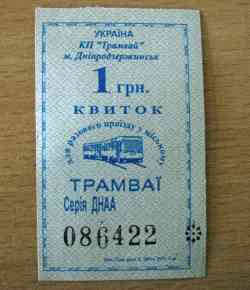 УКРАЇНА
КП "Трамвай"
м. Дніпродзержинськ
1 грн.
КВИТОК
для разового проїзду у міському
ТРАМВАЇ
Серія ДНАА
086422